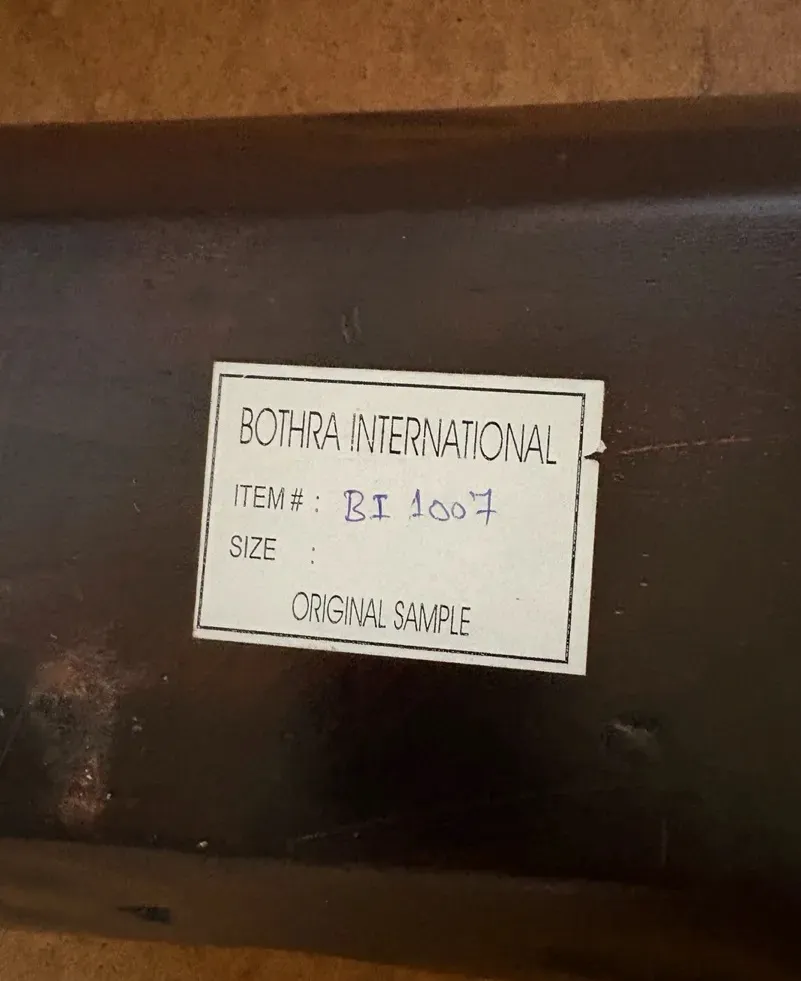 BOTHRA INTERNATIONAL
ITEM # : BI 1007
SIZE :
ORIGINAL SAMPLE